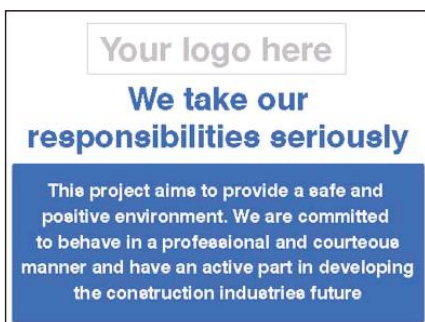 Your logo here
We take our
responsibilities seriously
This project aims to provide a safe and
positive environment. We are committed
to behave in a professional and courteous
manner and have an active part in developing
the construction industries future